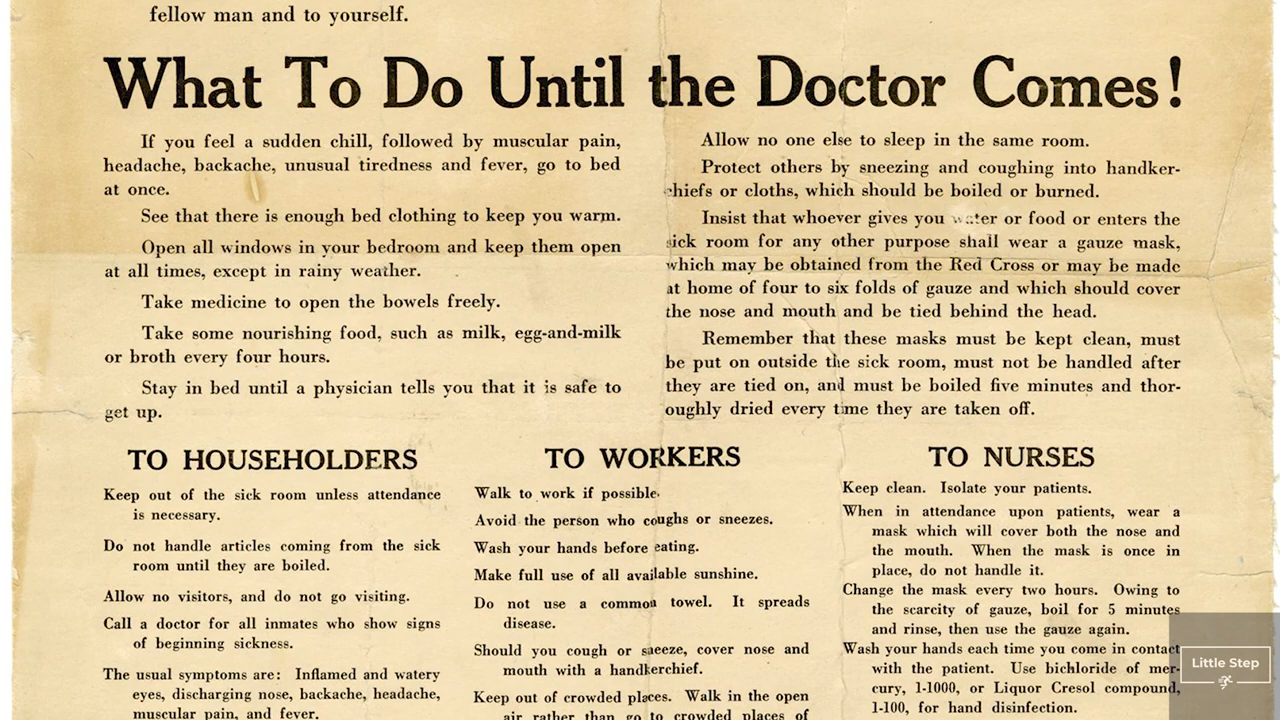 fellow man and to yourself.
What To Do Until the Doctor Comes!
If you feel a sudden chill, followed by muscular pain,
headache, backache, unusual tiredness and fever, go to bed
at once.
See that there is enough bed clothing to keep you warm.
Open all windows in your bedroom and keep them open
at all times, except in rainy weather.
Take medicine to open the bowels freely.
Take some nourishing food, such as milk, egg-and-milk
or broth every four hours.
Stay in bed until a physician tells you that it is safe to
get up.
Allow no one else to sleep in the same room.
Protect others by sneezing and coughing into handker-
chiefs or cloths, which should be boiled or burned.
Insist that whoever gives you water or food or enters the
sick room for any other purpose shall wear a gauze mask,
which may be obtained from the Red Cross or may be made
at home of four to six folds of gauze and which should cover
the nose and mouth and be tied behind the head.
Remember that these masks must be kept clean, must
be put on outside the sick room, must not be handled after
they are tied on, and must be boiled five minutes and thor-
oughly dried every time they are taken off.
TO HOUSEHOLDERS
Keep out of the sick room unless attendance
is necessary.
Do not handle articles coming from the sick
room until they are boiled.
Allow no visitors, and do not go visiting.
Call a doctor for all inmates who show signs
of beginning sickness.
The usual symptoms are: Inflamed and watery
eyes, discharging nose, backache, headache,
muscular pain, and fever.
TO WORKERS
Walk to work if possible.
Avoid the person who coughs or sneezes.
Wash your hands before eating.
Make full use of all available sunshine.
Do not use a common towel. It spreads
disease.
Should you cough or sneeze, cover nose and
mouth with a handkerchief.
Keep out of crowded places. Walk in the open
air rather than go to crowded places of
TO NURSES
Keep clean. Isolate your patients.
When in attendance upon patients, wear a
mask which will cover both the nose and
the mouth. When the mask is once in
place, do not handle it.
Change the mask every two hours. Owing to
the scarcity of gauze, boil for 5 minutes
and rinse, then use the gauze again.
Wash your hands each time you come in contact
with the patient. Use bichloride of mer-
cury, 1-1000, or Liquor Cresol compound,
1-100, for hand disinfection.
Little Step